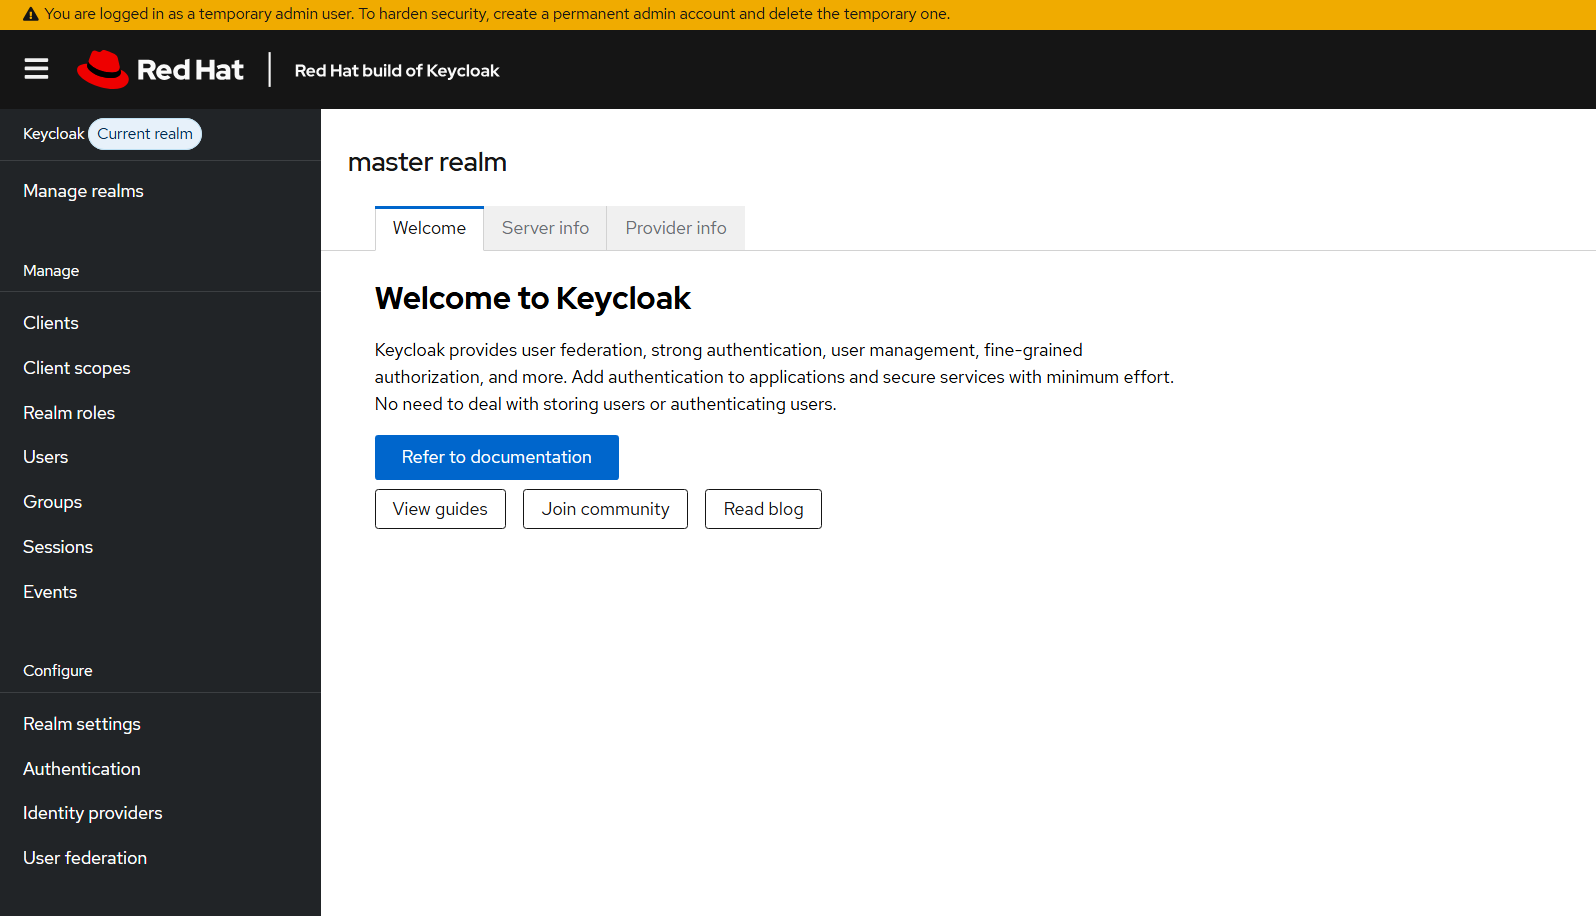 You are logged in as a temporary admin user. To harden security, create a permanent admin account and delete the temporary one.
Red Hat
Red Hat build of Keycloak
Keycloak Current realm
Manage realms
Manage
Clients
Client scopes
Realm roles
Users
Groups
Sessions
Events
Configure
Realm settings
Authentication
Identity providers
User federation
master realm
Welcome Server info Provider info
Welcome to Keycloak
Keycloak provides user federation, strong authentication, user management, fine-grained
authorization, and more. Add authentication to applications and secure services with minimum effort.
No need to deal with storing users or authenticating users.
Refer to documentation
View guides Join community Read blog